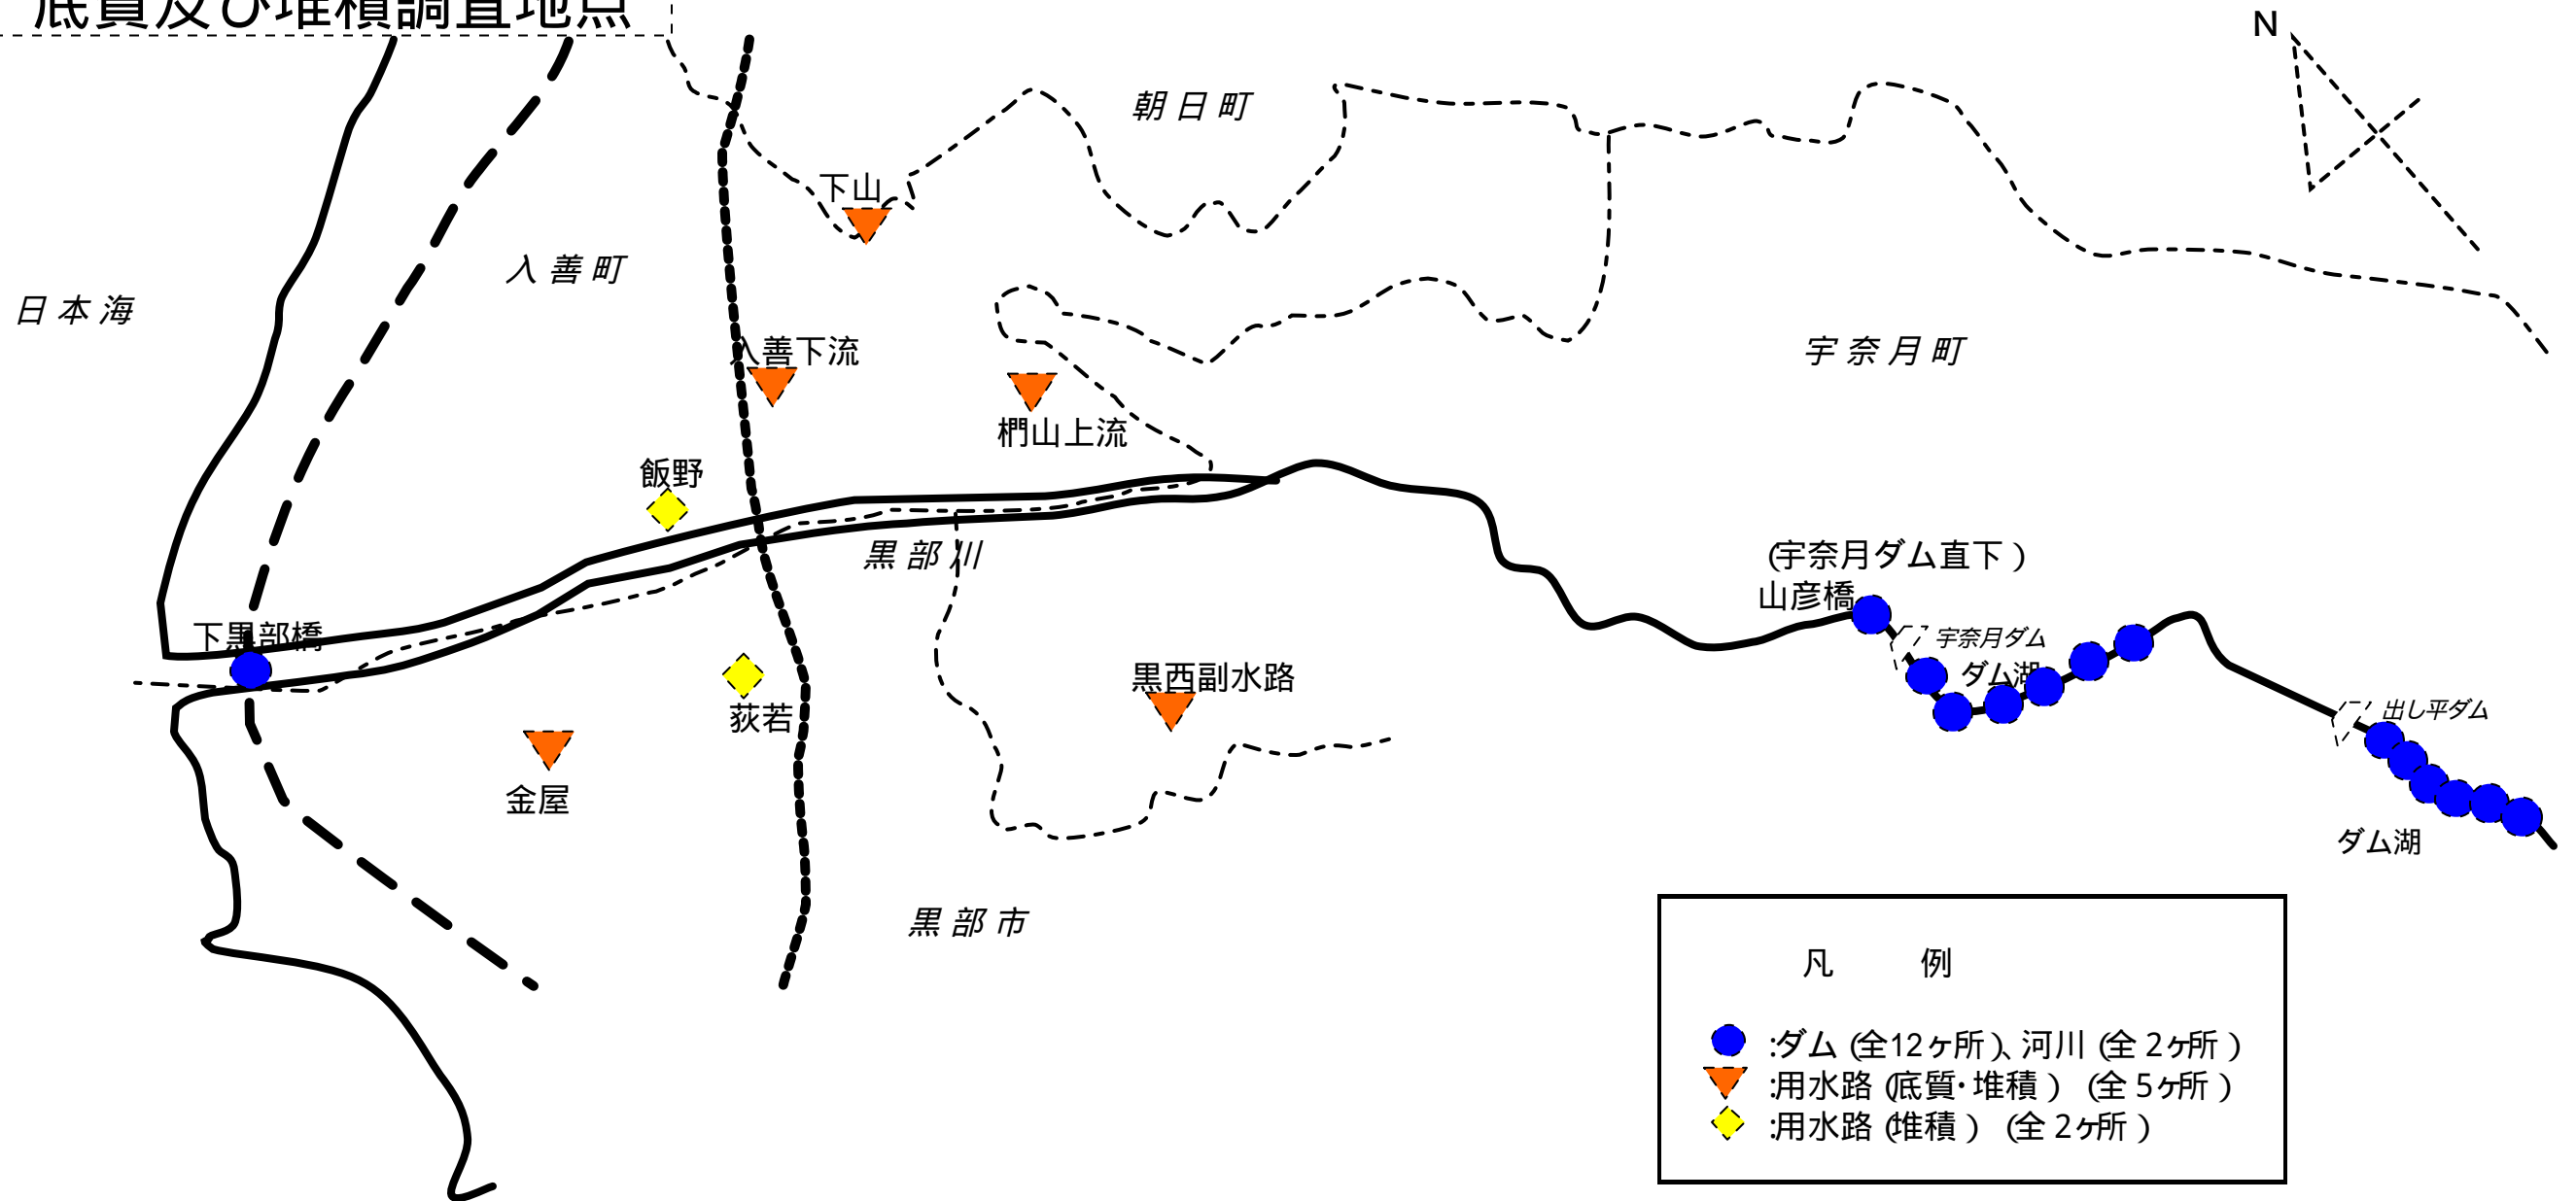 底質及び堆積調査地点
N
朝日町
下山
入善町
日本海
入善下流
宇奈月町
椚山上流
飯野
黒部川
(宇奈月ダム直下)
山彦橋
下黒部橋
宇奈月ダム
ダム湖
黒西副水路
荻若
出し平ダム
金屋
ダム湖
黒部市
凡 例
:ダム(全12ヶ所)、河川(全2ヶ所)
:用水路(底質・堆積)(全5ヶ所)
:用水路(堆積)(全2ヶ所)